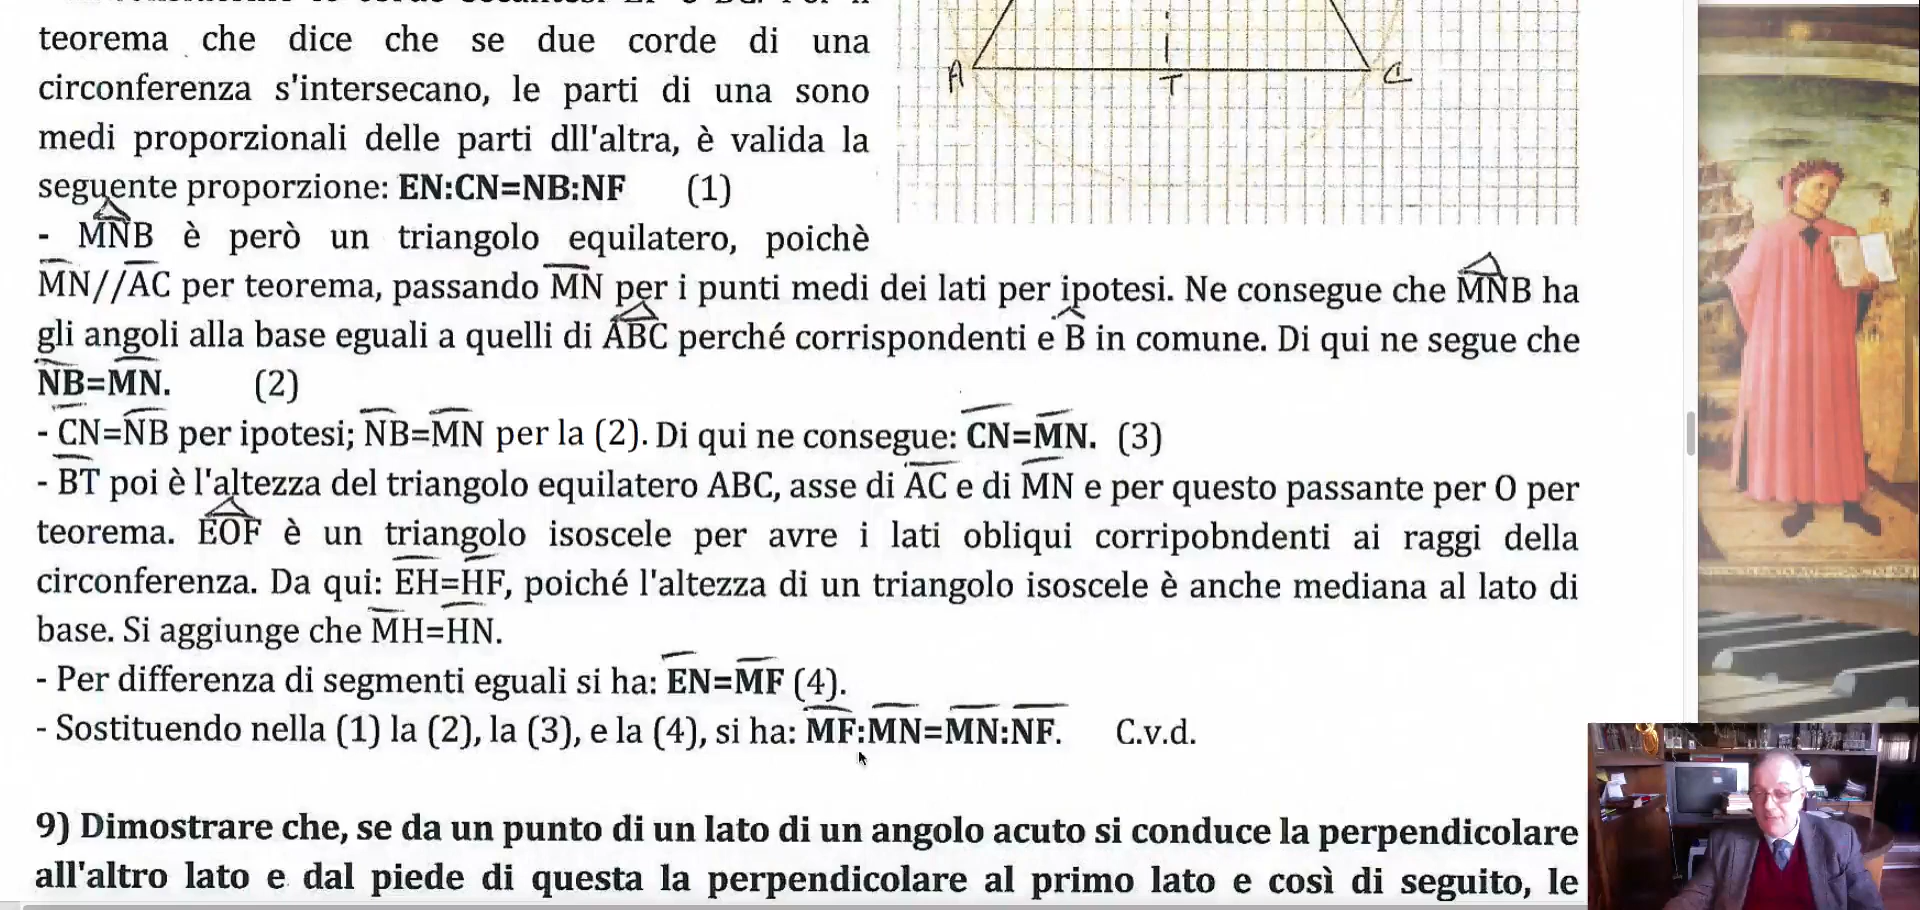 teorema che dice che se due corde di una
circonferenza s'intersecano, le parti di una sono
medi proporzionali delle parti dll'altra, è valida la
seguente proporzione: EN:CN=NB:NF (1)
- MNB è però un triangolo equilatero, poichè
MN//AC per teorema, passando MN per i punti medi dei lati per ipotesi. Ne consegue che MNB ha
gli angoli alla base eguali a quelli di ABC perché corrispondenti e B in comune. Di qui ne segue che
NB=MN. (2)
- CN=NB per ipotesi; NB=MN per la (2). Di qui ne consegue: CN=MN. (3)
- BT poi è l'altezza del triangolo equilatero ABC, asse di AC e di MN e per questo passante per O per
teorema. EOF è un triangolo isoscele per avre i lati obliqui corripobndenti ai raggi della
circonferenza. Da qui: EH=HF, poiché l'altezza di un triangolo isoscele è anche mediana al lato di
base. Si aggiunge che MH=HN.
- Per differenza di segmenti eguali si ha: EN=MF (4).
- Sostituendo nella (1) la (2), la (3), e la (4), si ha: MF:MN=MN:NF. C.v.d.
9) Dimostrare che, se da un punto di un lato di un angolo acuto si conduce la perpendicolare
all'altro lato e dal piede di questa la perpendicolare al primo lato e così di seguito, le
A T C